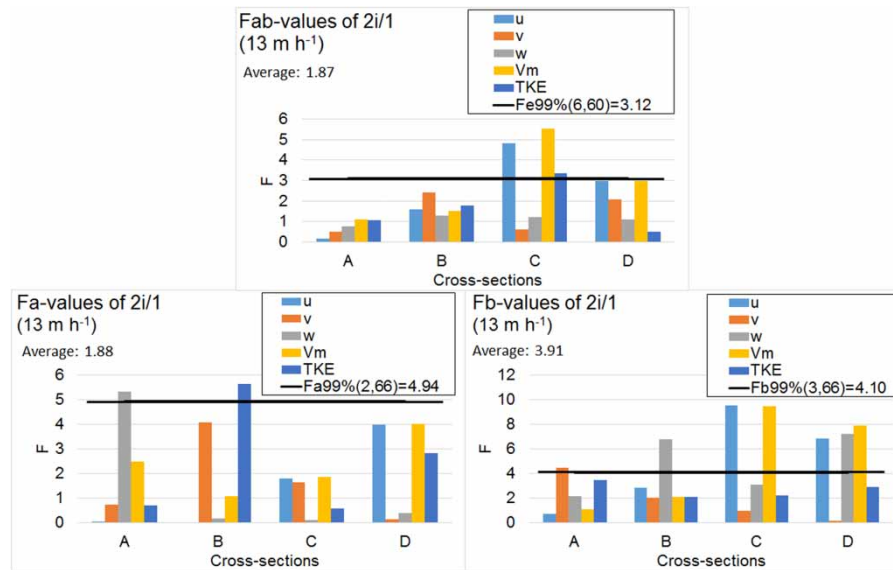 Fab-values of 2i/1
(13 m h-1)
Average: 1.87
u
v
w
Vm
TKE
Fe99%(6,60)=3.12
6
5
4
3
2
1
0
F
A B C D
Cross-sections
Fa-values of 2i/1
(13 m h-1)
Average: 1.88
u
v
w
Vm
TKE
Fa99%(2,66)=4.94
6
5
4
3
2
1
0
F
A B C D
Cross-sections
Fb-values of 2i/1
(13 m h-1)
Average: 3.91
u
v
w
Vm
TKE
Fb99%(3,66)=4.10
12
10
8
6
4
2
0
F
A B C D
Cross-sections